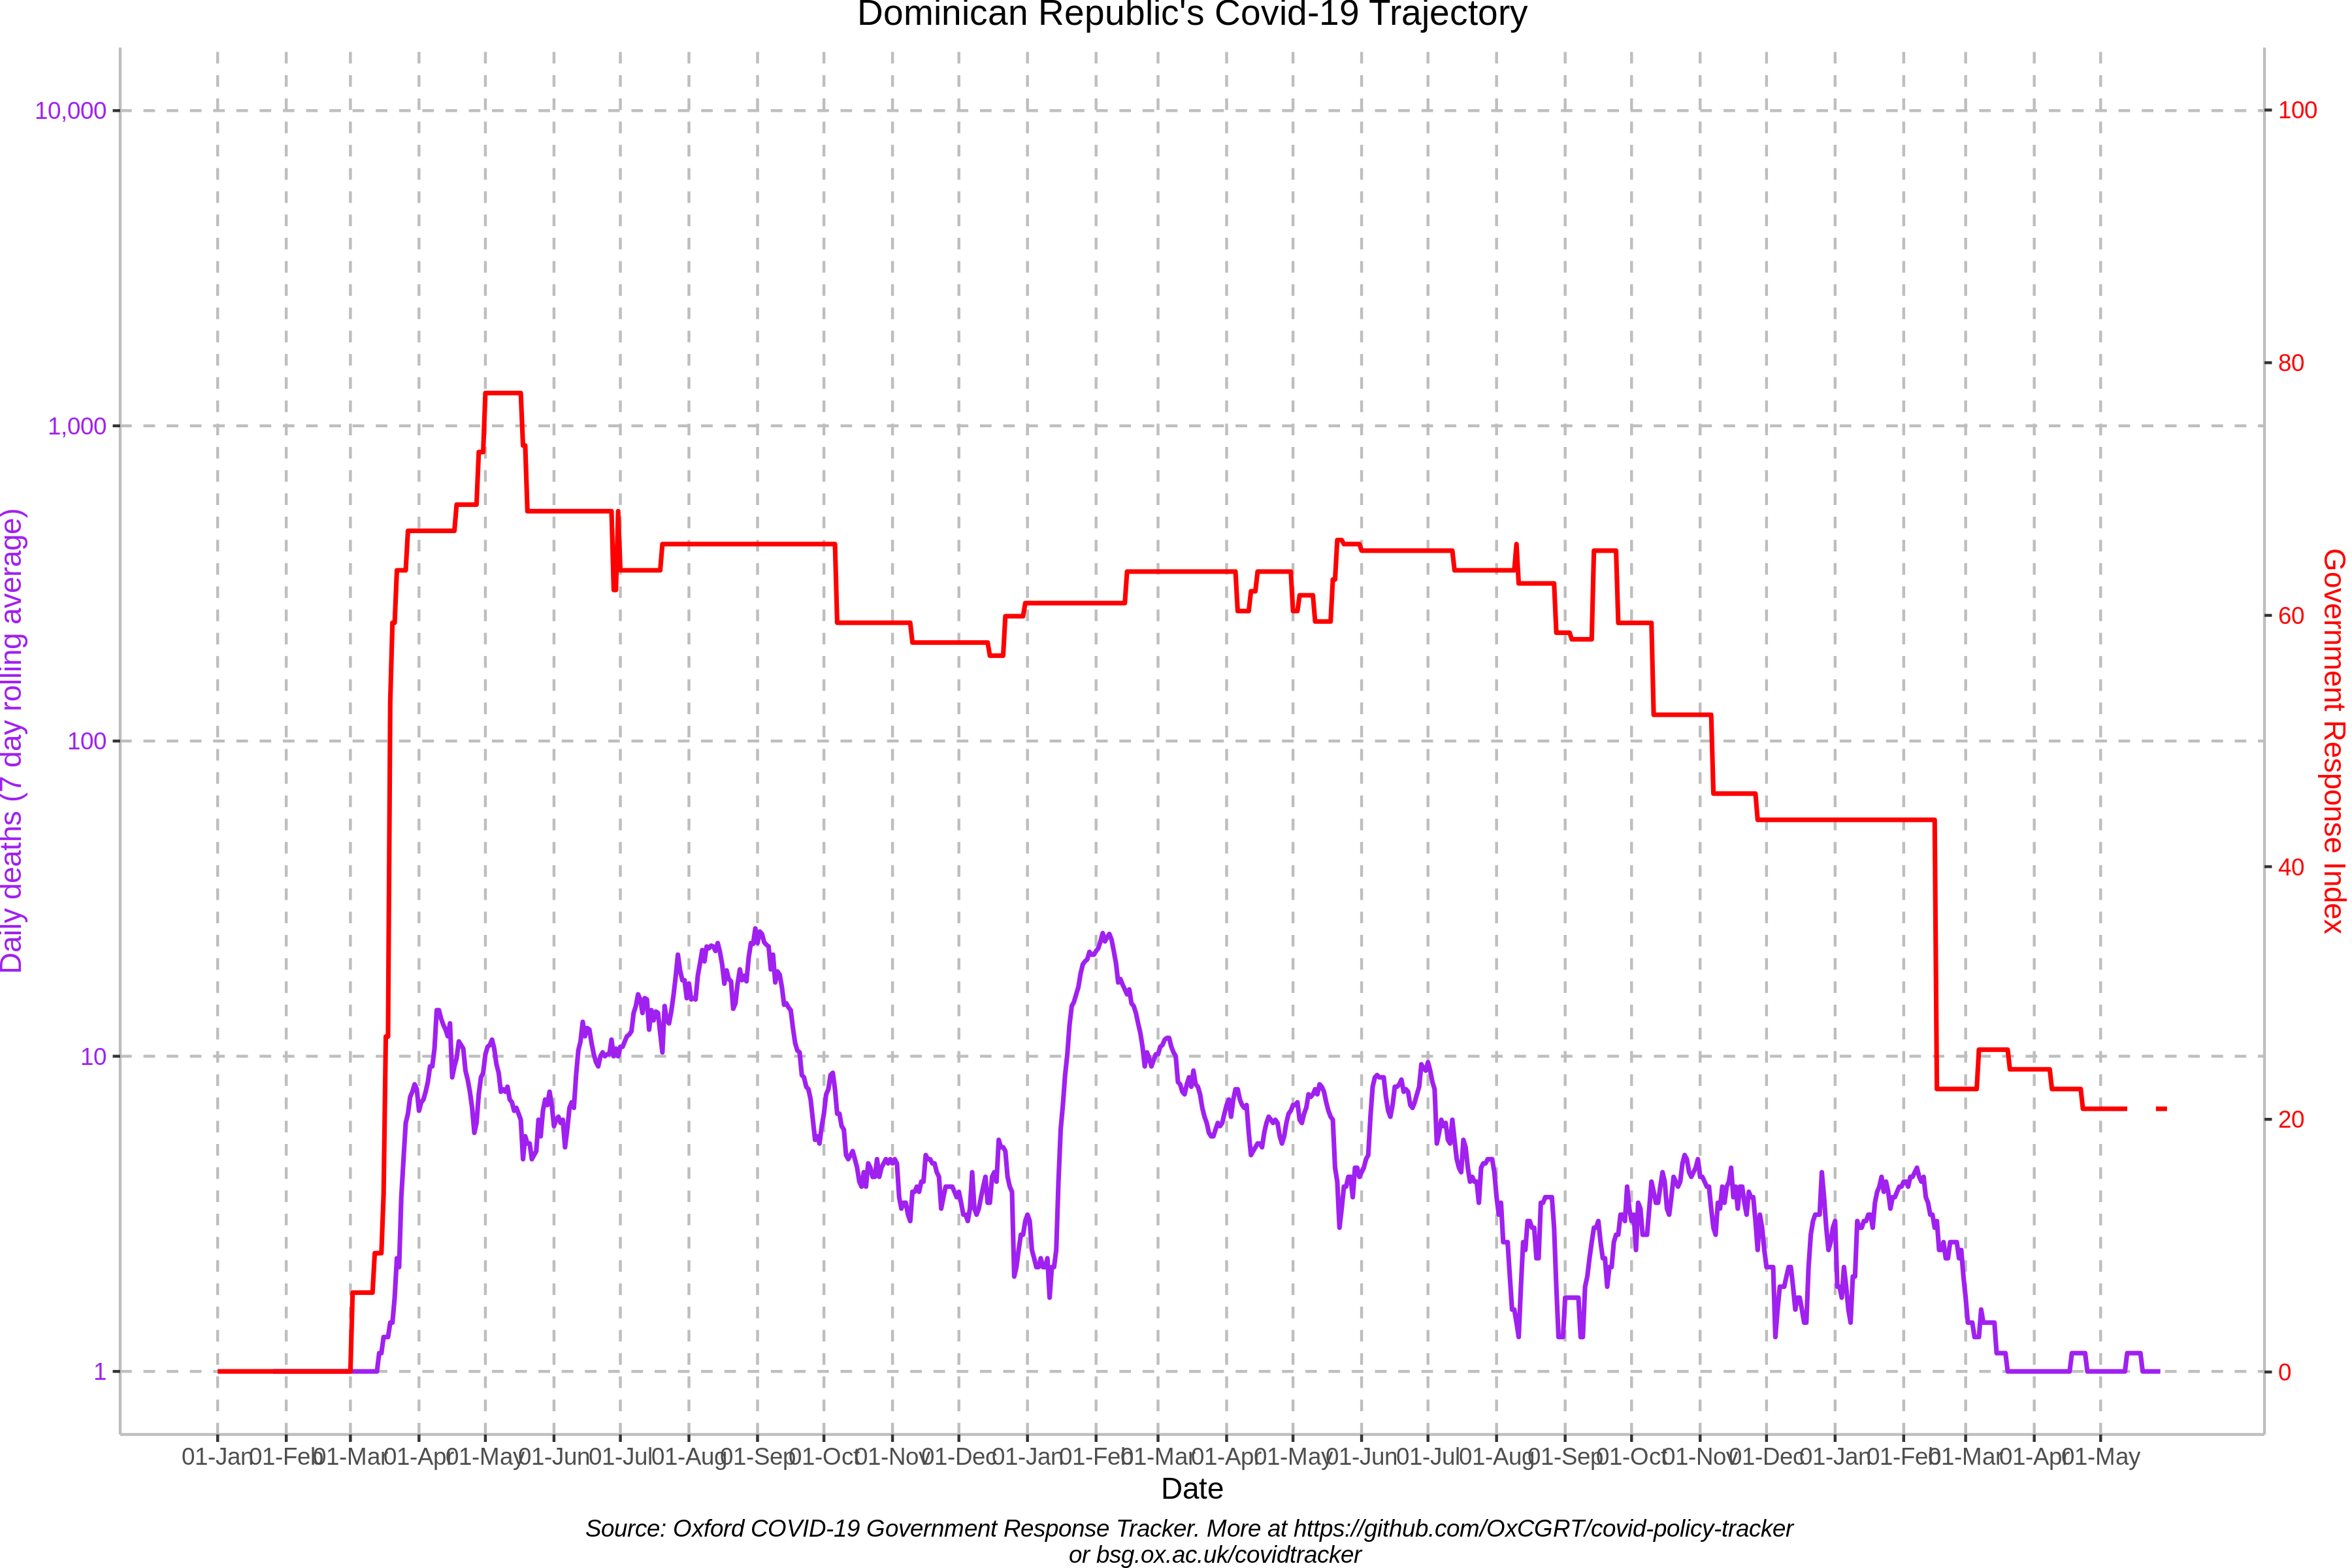 Dominican Republic's Covid-19 Trajectory
Daily deaths (7 day rolling average)
10,000
1,000
100
10
1
100
80
60
40
20
0
Government Response Index
01-Jan 01-Feb 01-Mar 01-Apr 01-May 01-Jun 01-Jul 01-Aug 01-Sep 01-Oct 01-Nov 01-Dec 01-Jan 01-Feb 01-Mar 01-Apr 01-May 01-Jun 01-Jul 01-Aug 01-Sep 01-Oct 01-Nov 01-Dec 01-Jan 01-Feb 01-Mar 01-Apr 01-May
Date
Source: Oxford COVID-19 Government Response Tracker. More at https://github.com/OxCGRT/covid-policy-tracker
or bsg.ox.ac.uk/covidtracker